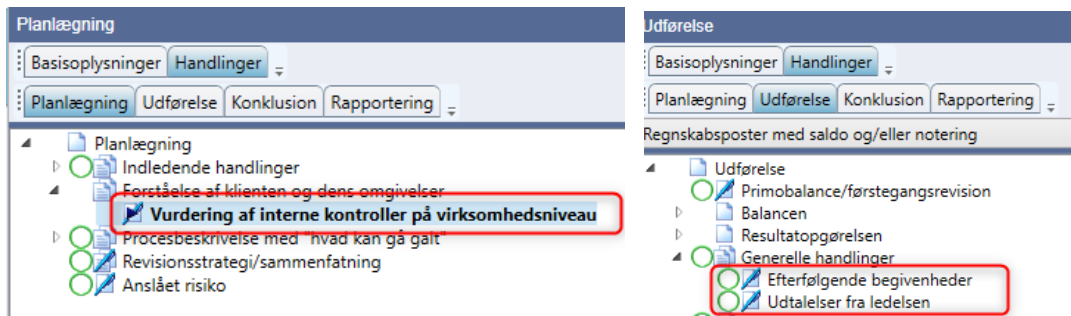 Planlægning
Basisoplysninger Handlinger
Planlægning Udførelse Konklusion Rapportering
Planlægning
Indledende handlinger
Forståelse af klienten og dens omgivelser
Vurdering af interne kontroller på virksomhedsniveau
Procesbeskrivelse med "hvad kan gå galt"
Revisionsstrategi/sammenfatning
Anslået risiko
Udførelse
Basisoplysninger Handlinger
Planlægning Udførelse Konklusion Rapportering
Regnskabsposter med saldo og/eller notering
Udførelse
Primobalance/førstegangsrevision
Balancen
Resultatopgørelsen
Generelle handlinger
Efterfølgende begivenheder
Udtalelser fra ledelsen